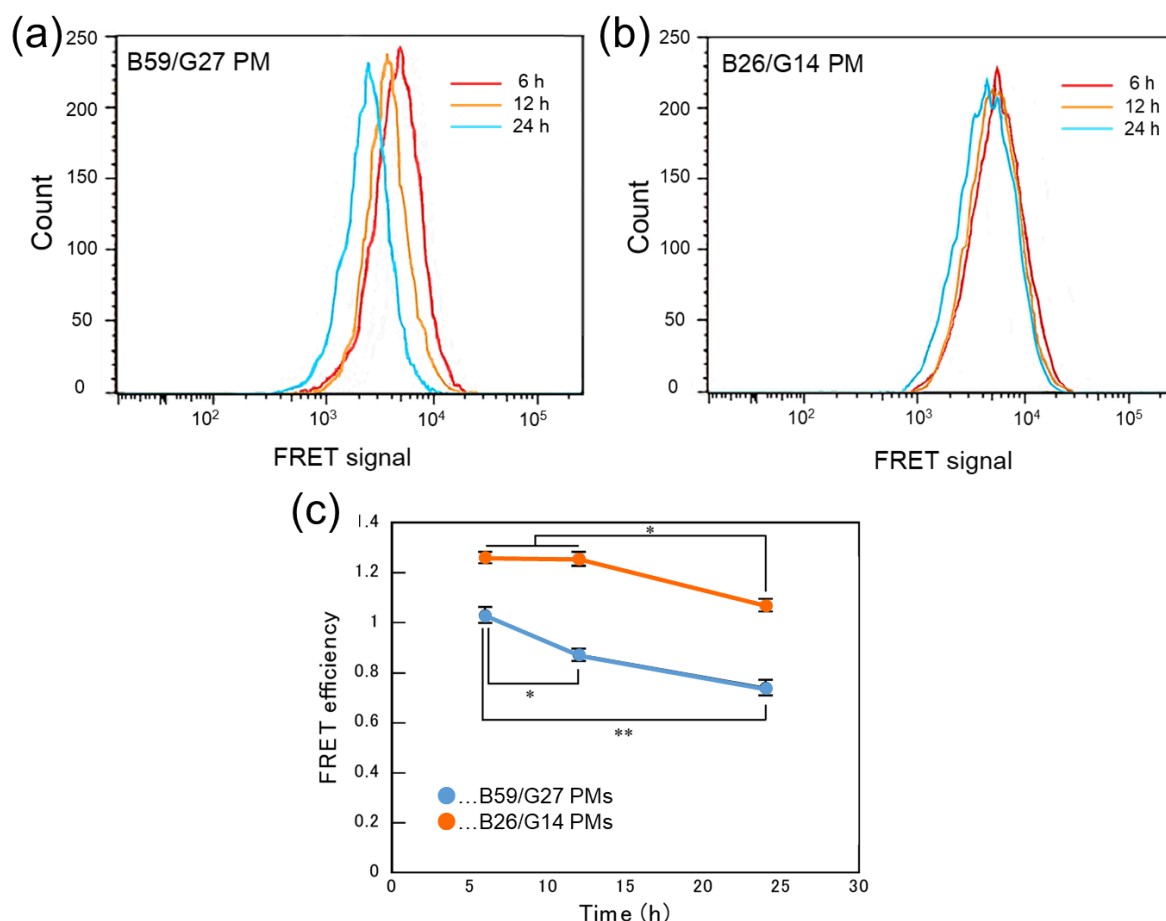 (a)
B59/G27 PM
6 h
12 h
24 h
250
200
150
100
50
0
Count
10²
10³
10⁴
10⁵
FRET signal
(b)
B26/G14 PM
6 h
12 h
24 h
250
200
150
100
50
0
Count
10²
10³
10⁴
10⁵
FRET signal
(c)
1.4
1.2
1
0.8
0.6
0.4
0.2
0
FRET efficiency
*
*
**
...B59/G27 PMs
...B26/G14 PMs
0
5
10
15
20
25
30
Time (h)